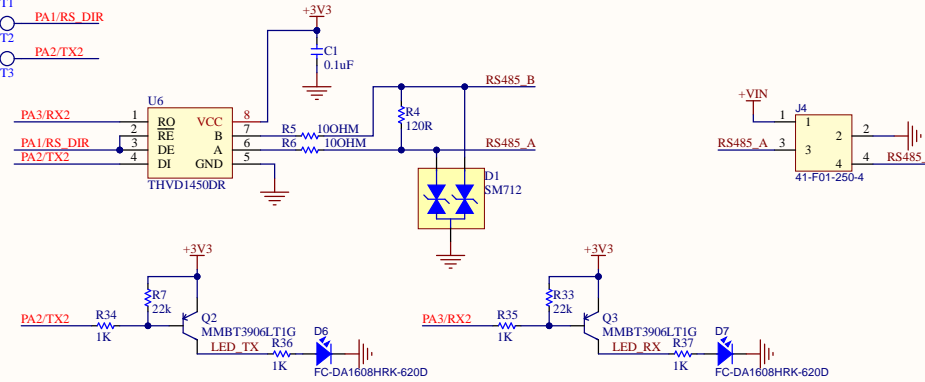 T1
PA1/RS_DIR
T2
PA2/TX2
T3
+3V3
C1
0.1uF
U6
PA3/RX2
1
RO
VCC
8
2
RE
B
7
R5
10OHM
PA1/RS_DIR
3
DE
A
6
R6
10OHM
PA2/TX2
4
DI
GND
5
THVD1450DR
RS485_B
R4
120R
RS485_A
D1
SM712
+VIN
J4
1
1
2
2
RS485_A
3
3
4
4
RS485_
41-F01-250-4
+3V3
R7
22k
PA2/TX2
R34
1K
Q2
MMBT3906LT1G
LED_TX
R36
1K
D6
FC-DA1608HRK-620D
+3V3
R33
22k
PA3/RX2
R35
1K
Q3
MMBT3906LT1G
LED_RX
R37
1K
D7
FC-DA1608HRK-620D